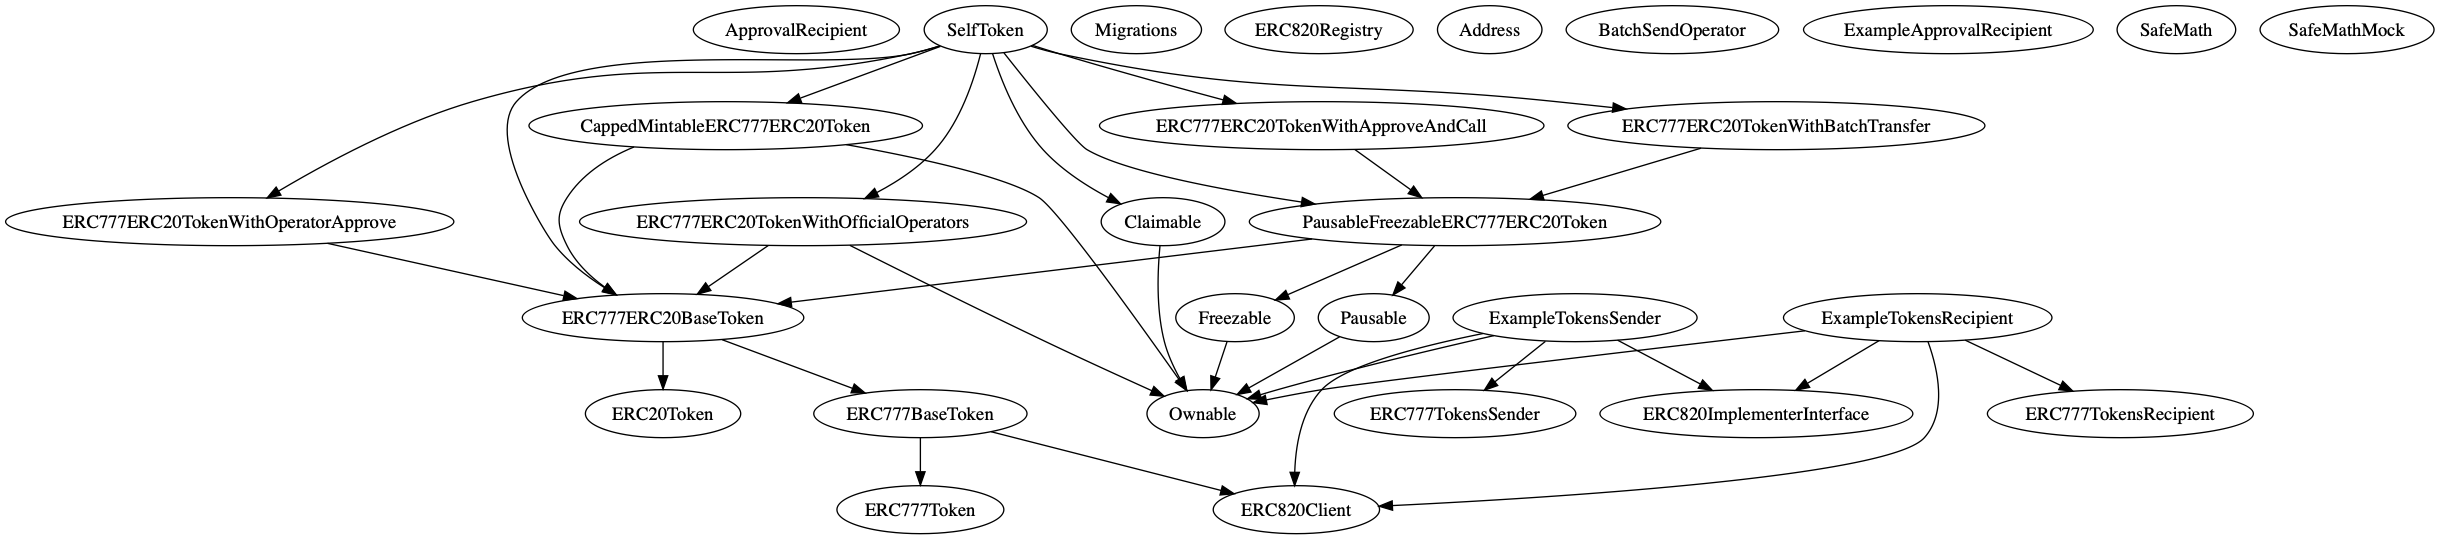 ApprovalRecipient
SelfToken
Migrations
ERC820Registry
Address
BatchSendOperator
ExampleApprovalRecipient
SafeMath
SafeMathMock
CappedMintableERC777ERC20Token
ERC777ERC20TokenWithApproveAndCall
ERC777ERC20TokenWithBatchTransfer
ERC777ERC20TokenWithOperatorApprove
ERC777ERC20TokenWithOfficialOperators
Claimable
PausableFreezableERC777ERC20Token
ERC777ERC20BaseToken
Freezable
Pausable
ExampleTokensSender
ExampleTokensRecipient
ERC20Token
ERC777BaseToken
Ownable
ERC777TokensSender
ERC820ImplementerInterface
ERC777TokensRecipient
ERC777Token
ERC820Client